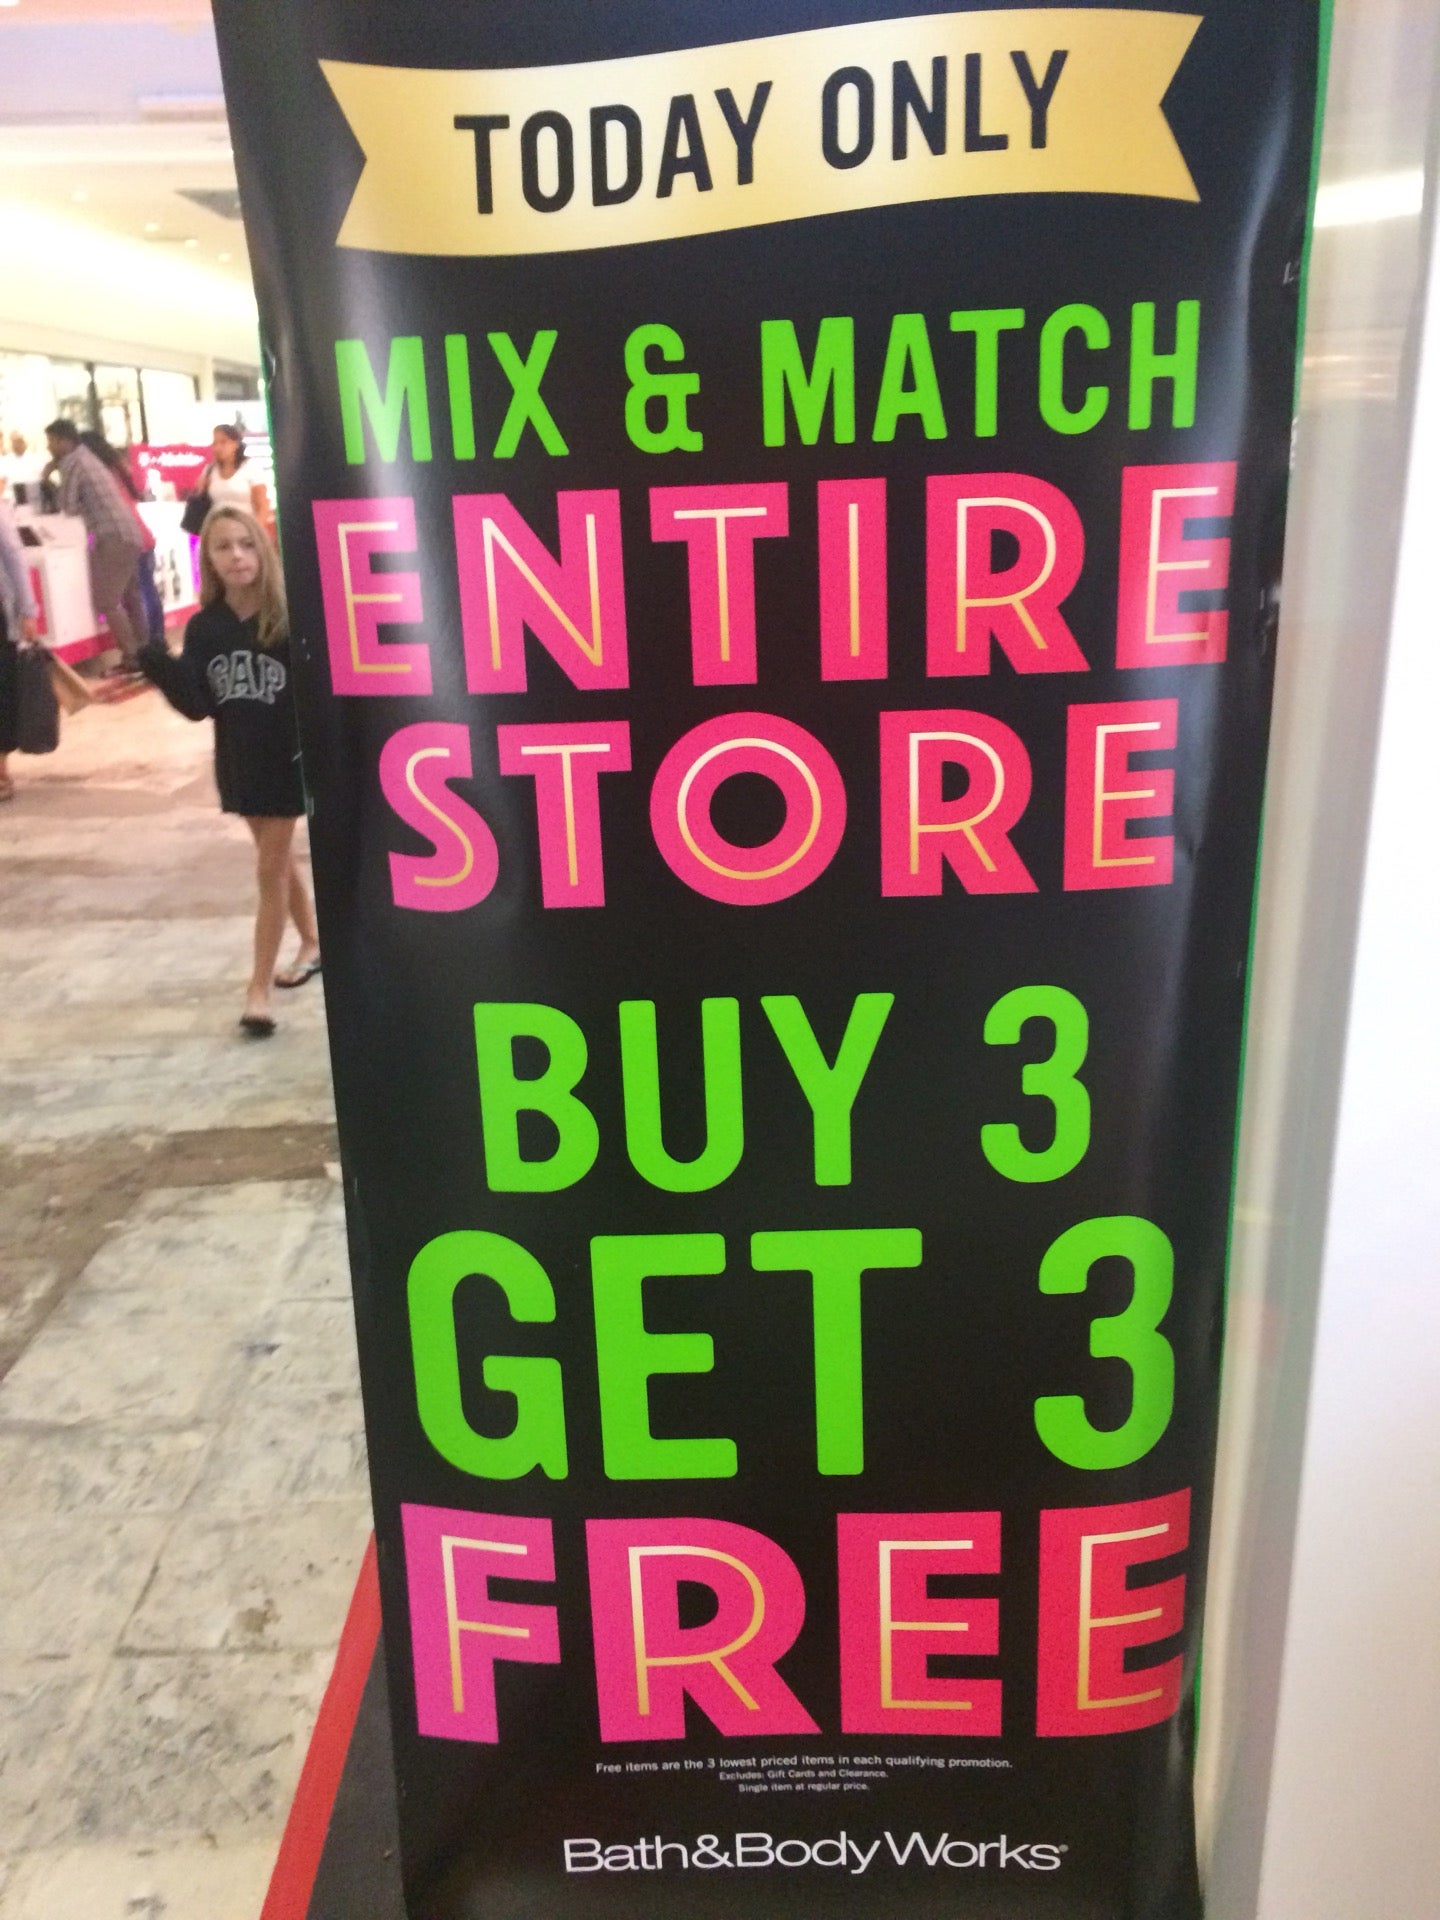 TODAY ONLY
MIX & MATCH
ENTIRE
STORE
BUY 3
GET 3
FREE
Free items are the 3 lowest priced items in each qualifying promotion.
Excludes: Gift Cards and Clearance.
Single item at regular price.
Bath&BodyWorks®
GAP
T-Mobile